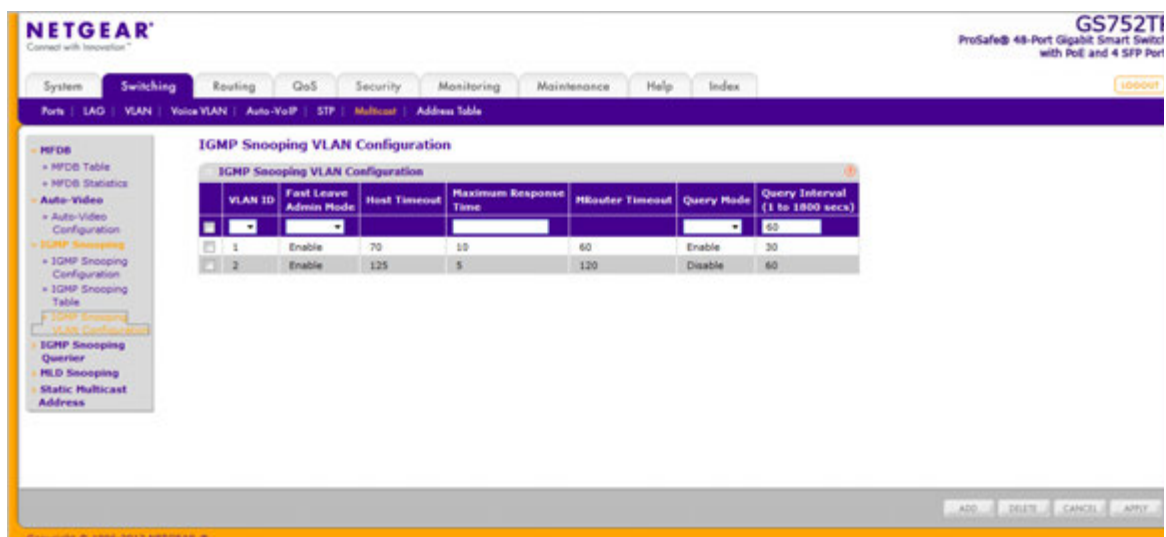 NETGEAR®
Connect with Innovation™
GS752TP
ProSafe® 48-Port Gigabit Smart Switch
with PoE and 4 SFP Port
System Switching Routing QoS Security Monitoring Maintenance Help Index
LOGOUT
Ports | LAG | VLAN | Voice VLAN | Auto-VoIP | STP | Multicast | Address Table
MFDB
» MFDB Table
» MFDB Statistics
Auto-Video
» Auto-Video
Configuration
IGMP Snooping
» IGMP Snooping
Configuration
» IGMP Snooping
Table
» IGMP Snooping
VLAN Configuration
IGMP Snooping
Querier
MLD Snooping
Static Multicast
Address
IGMP Snooping VLAN Configuration
IGMP Snooping VLAN Configuration
VLAN ID Fast Leave Admin Mode Host Timeout Maximum Response Time MRouter Timeout Query Mode Query Interval (1 to 1800 secs)
60
1 Enable 70 10 60 Enable 30
2 Enable 125 5 120 Disable 60
ADD DELETE CANCEL APPLY